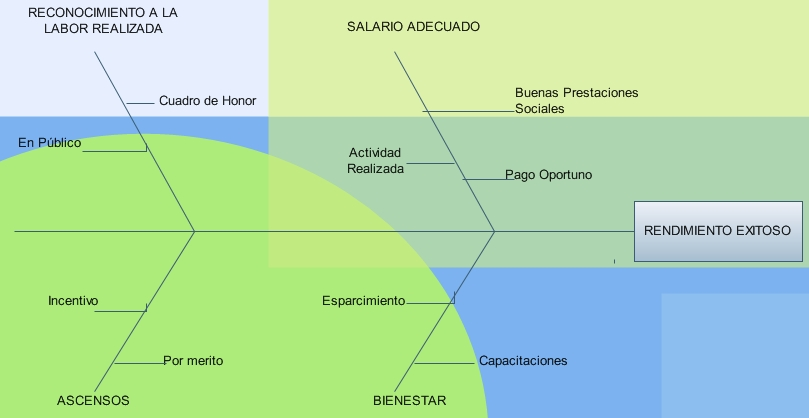 RECONOCIMIENTO A LA
LABOR REALIZADA
SALARIO ADECUADO
Cuadro de Honor
Buenas Prestaciones
Sociales
En Público
Actividad
Realizada
Pago Oportuno
RENDIMIENTO EXITOSO
Incentivo
Esparcimiento
Por merito
Capacitaciones
ASCENSOS
BIENESTAR